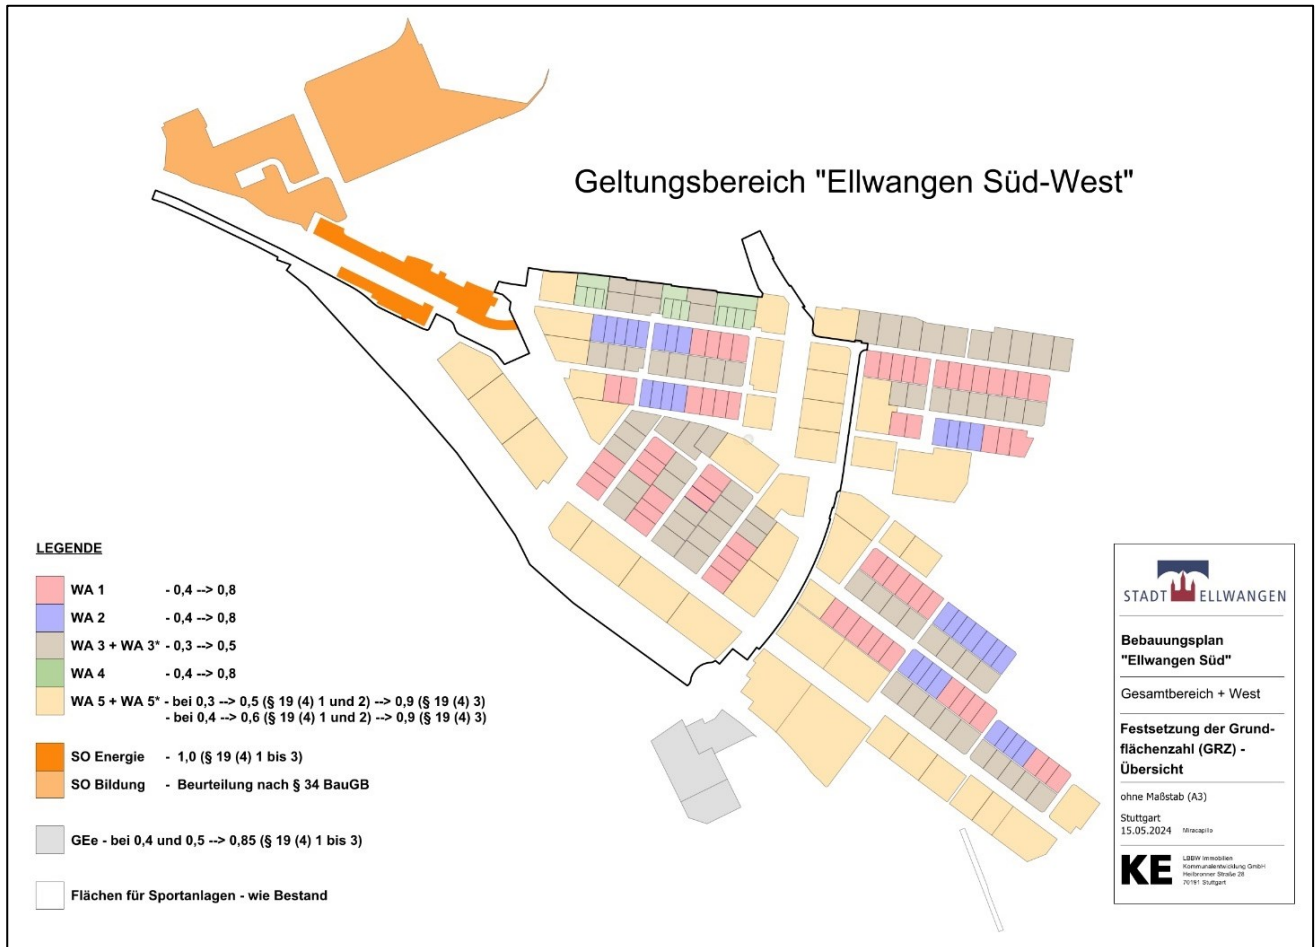 Geltungsbereich "Ellwangen Süd-West"
LEGENDE
WA 1 - 0,4 --> 0,8
WA 2 - 0,4 --> 0,8
WA 3 + WA 3* - 0,3 --> 0,5
WA 4 - 0,4 --> 0,8
WA 5 + WA 5* - bei 0,3 --> 0,5 (§ 19 (4) 1 und 2) --> 0,9 (§ 19 (4) 3)
- bei 0,4 --> 0,6 (§ 19 (4) 1 und 2) --> 0,9 (§ 19 (4) 3)
SO Energie - 1,0 (§ 19 (4) 1 bis 3)
SO Bildung - Beurteilung nach § 34 BauGB
GEe - bei 0,4 und 0,5 --> 0,85 (§ 19 (4) 1 bis 3)
Flächen für Sportanlagen - wie Bestand
STADT ELLWANGEN
Bebauungsplan
"Ellwangen Süd"
Gesamtbereich + West
Festsetzung der Grund-
flächenzahl (GRZ) -
Übersicht
ohne Maßstab (A3)
Stuttgart
15.05.2024
KE
LBBW Immobilien
Kommunalentwicklung GmbH
Heilbronner Straße 28
70191 Stuttgart